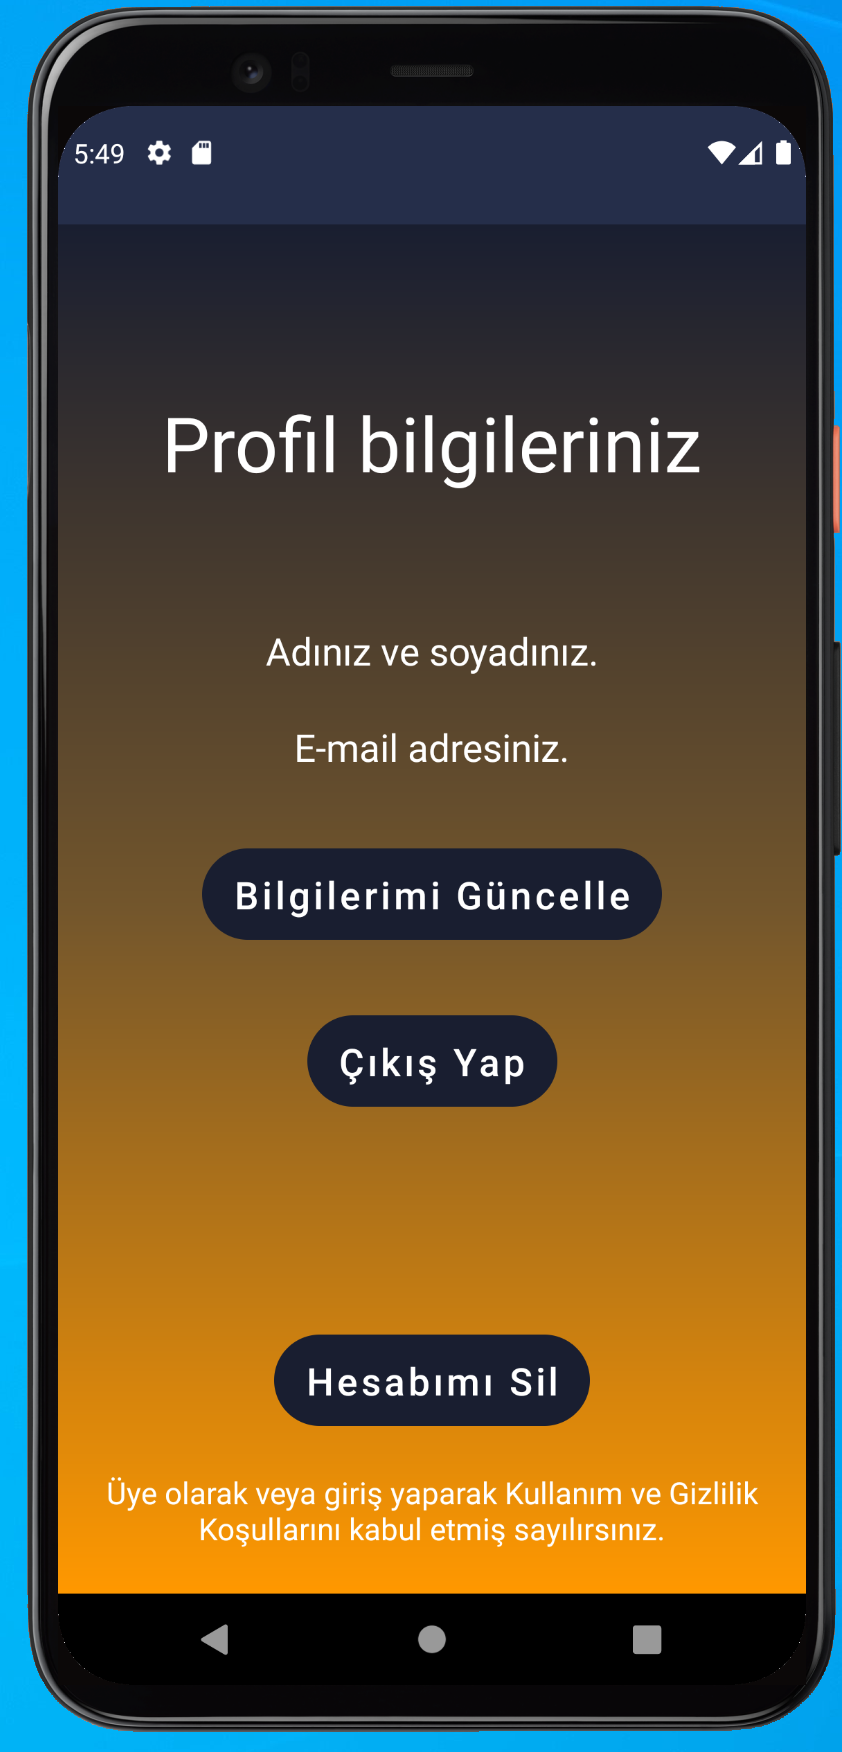 5:49
Profil bilgileriniz
Adınız ve soyadınız.
E-mail adresiniz.
Bilgilerimi Güncelle
Çıkış Yap
Hesabımı Sil
Üye olarak veya giriş yaparak Kullanım ve Gizlilik
Koşullarını kabul etmiş sayılırsınız.